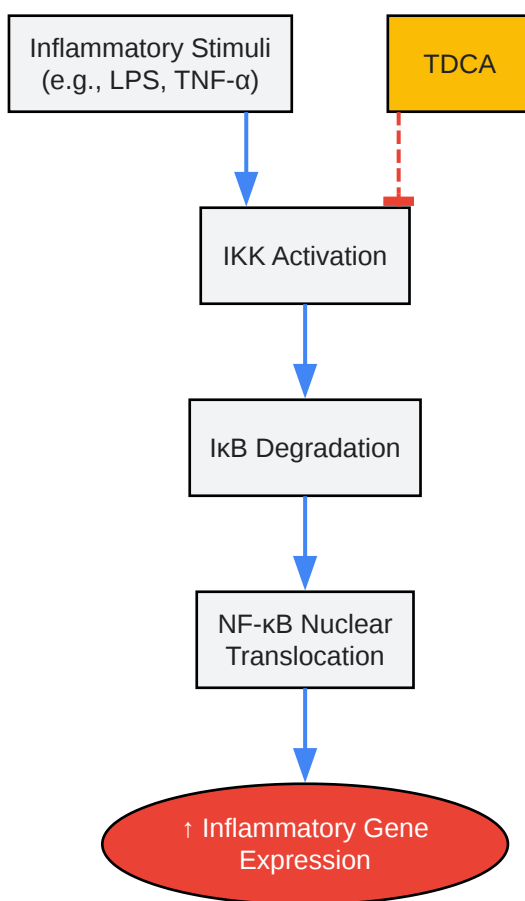 Inflammatory Stimuli
(e.g., LPS, TNF-α)
TDCA
IKK Activation
IκB Degradation
NF-κB Nuclear
Translocation
↑ Inflammatory Gene
Expression